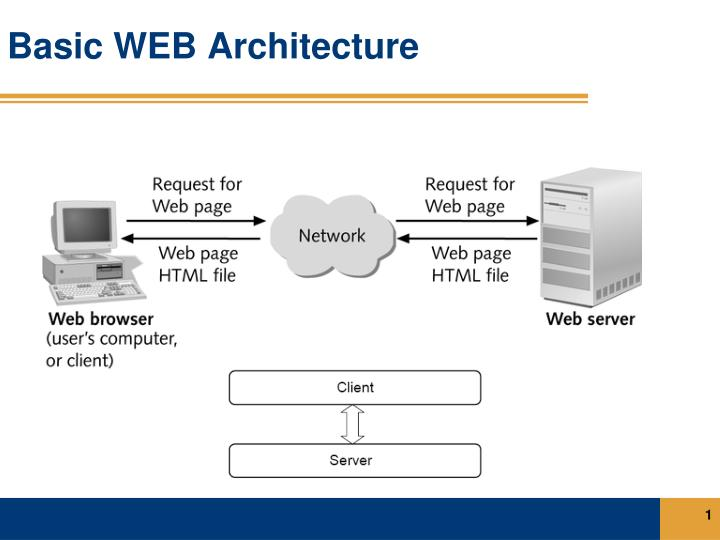 Basic WEB Architecture
Request for
Web page
Request for
Web page
Network
Web page
HTML file
Web page
HTML file
Web browser
(user's computer,
or client)
Web server
Client
Server
1